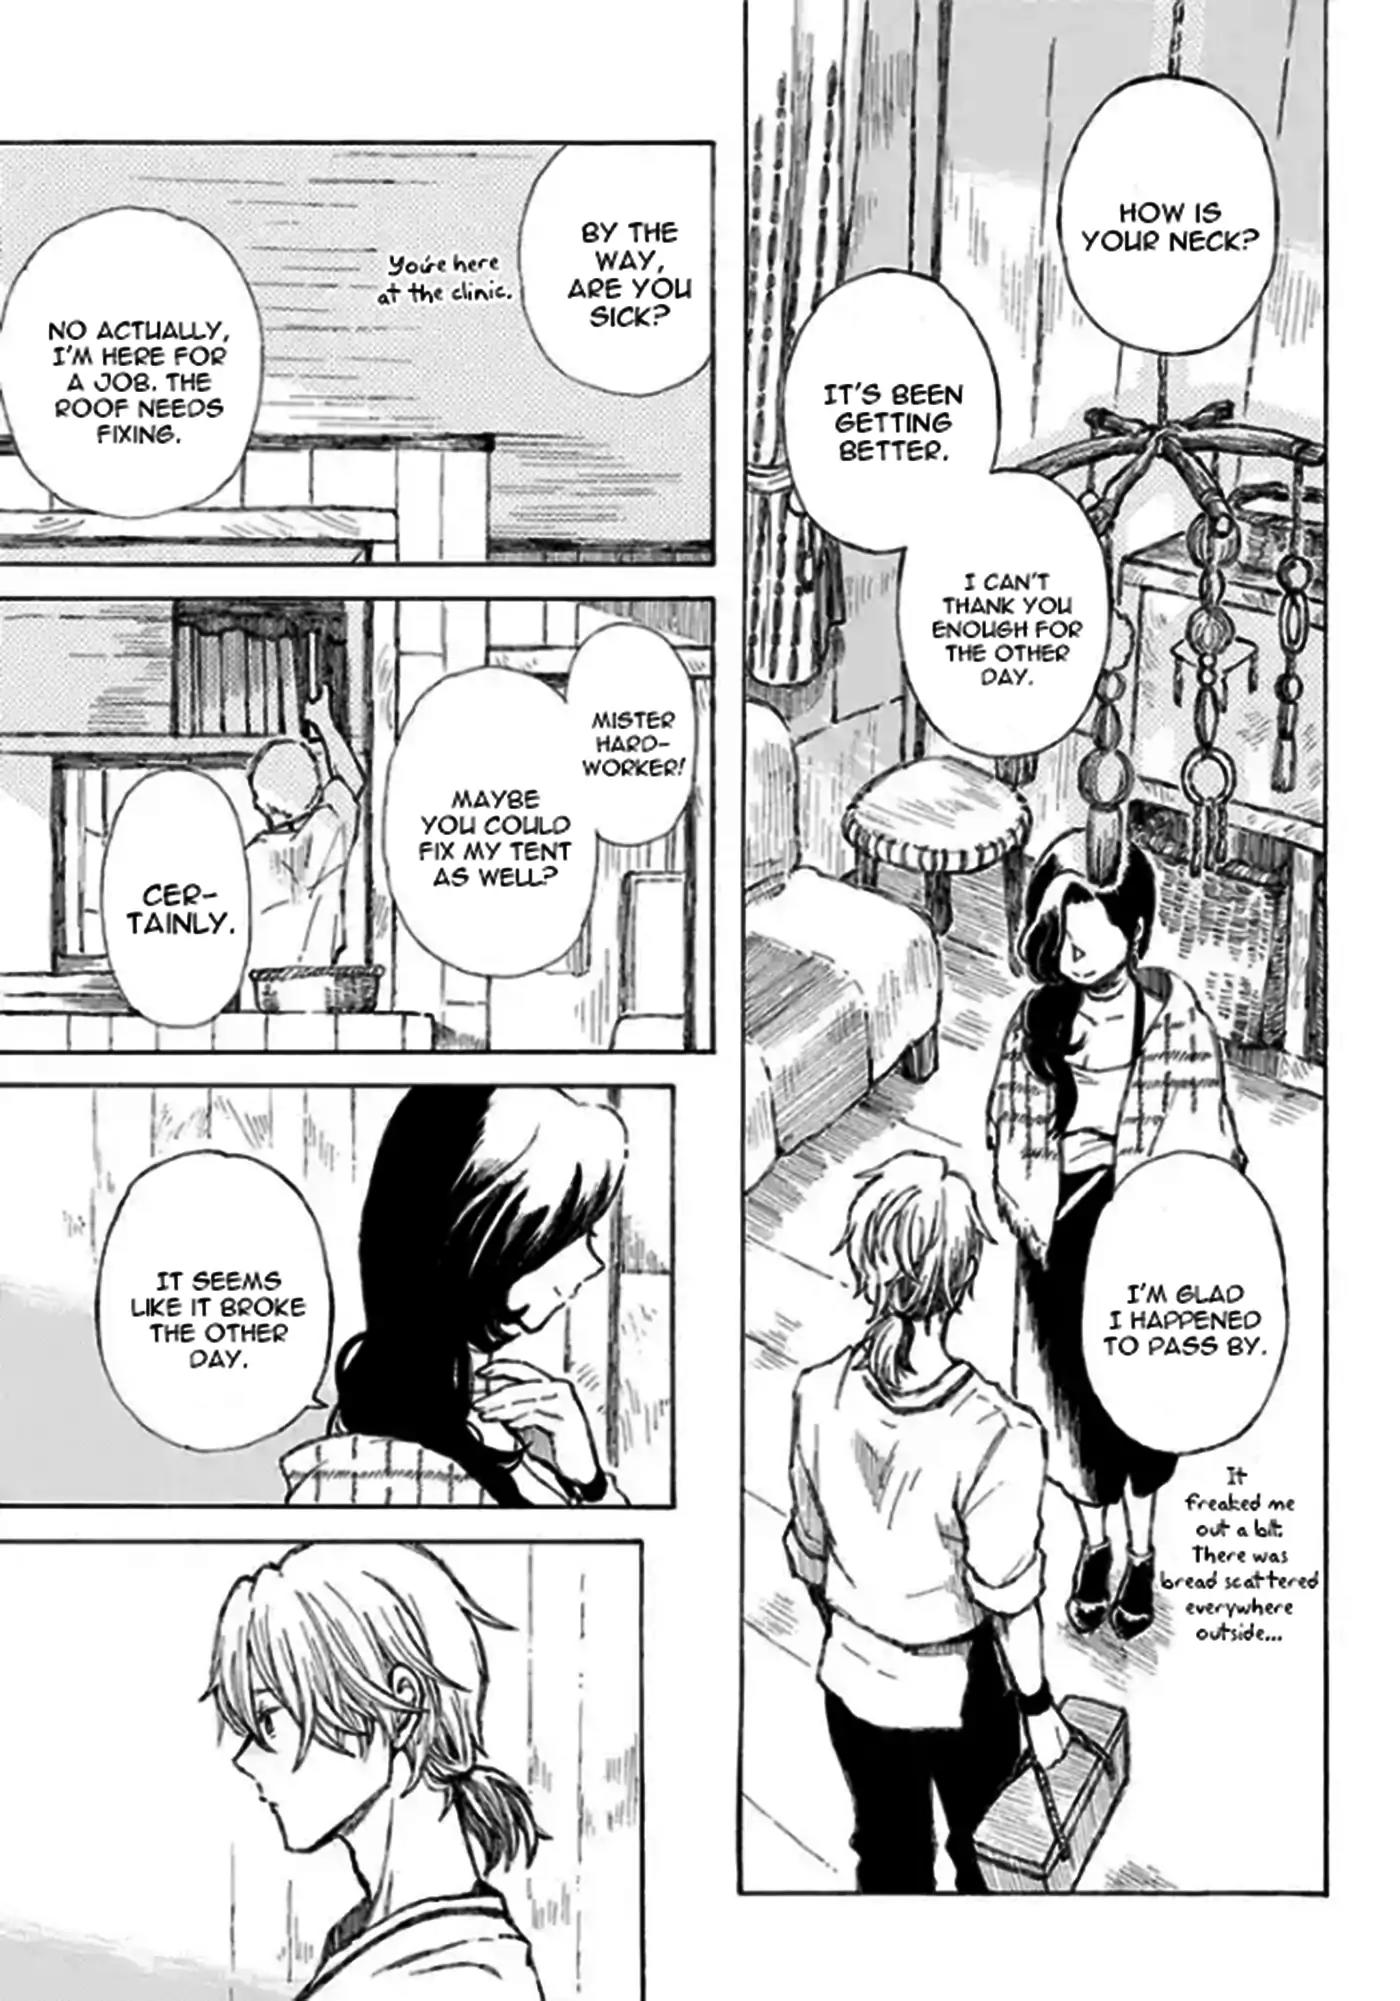 HOW IS
YOUR NECK?
IT'S BEEN
GETTING
BETTER.
I CAN'T
THANK YOU
ENOUGH FOR
THE OTHER
DAY.
I'M GLAD
I HAPPENED
TO PASS BY.
It
freaked me
out a bit.
There was
bread scattered
everywhere
outside...
BY THE
WAY,
ARE YOU
SICK?
You're here
at the clinic.
NO ACTUALLY,
I'M HERE FOR
A JOB. THE
ROOF NEEDS
FIXING.
MISTER
HARD-
WORKER!
MAYBE
YOU COULD
FIX MY TENT
AS WELL?
CER-
TAINLY.
IT SEEMS
LIKE IT BROKE
THE OTHER
DAY.